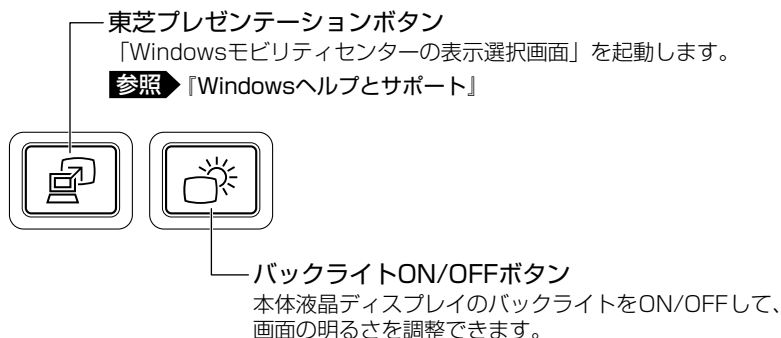 東芝プレゼンテーションボタン
「Windowsモビリティセンターの表示選択画面」を起動します。
参照 『Windowsヘルプとサポート』
バックライトON/OFFボタン
本体液晶ディスプレイのバックライトをON/OFFして、
画面の明るさを調整できます。